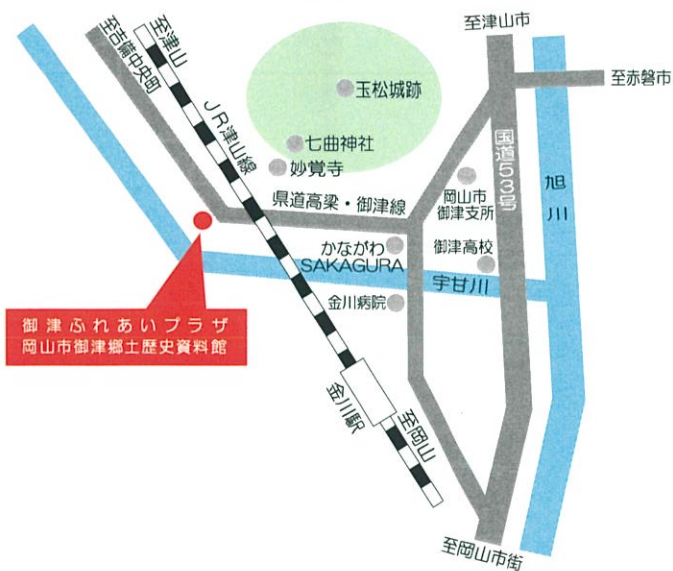 至津山市
至赤磐市
至吉備中央町
至津山
JR津山線
玉松城跡
七曲神社
妙覚寺
県道高梁・御津線
国道53号
旭川
岡山市
御津支所
かながわ
SAKAGURA
御津高校
宇甘川
金川病院
御津ふれあいプラザ
岡山市御津郷土歴史資料館
金川駅
至岡山
至岡山市街